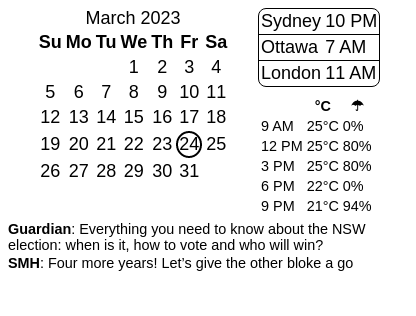 March 2023
Su Mo Tu We Th Fr Sa
1 2 3 4
5 6 7 8 9 10 11
12 13 14 15 16 17 18
19 20 21 22 23 24 25
26 27 28 29 30 31
Sydney 10 PM
Ottawa 7 AM
London 11 AM
°C ☂
9 AM 25°C 0%
12 PM 25°C 80%
3 PM 25°C 80%
6 PM 22°C 0%
9 PM 21°C 94%
Guardian: Everything you need to know about the NSW
election: when is it, how to vote and who will win?
SMH: Four more years! Let’s give the other bloke a go